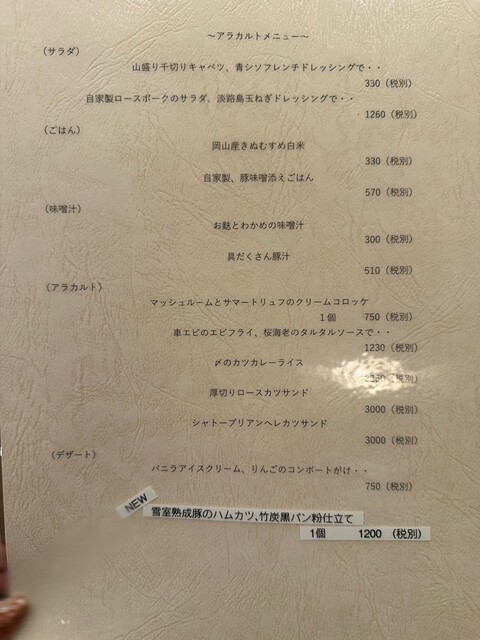 ～アラカルトメニュー～
（サラダ）
山盛り千切りキャベツ、青シソフレンチドレッシングで・・
330（税別）
自家製ロースポークのサラダ、淡路島玉ねぎドレッシングで・・
1260（税別）
（ごはん）
岡山産きぬむすめ白米
330（税別）
自家製、豚味噌添えごはん
570（税別）
（味噌汁）
お麩とわかめの味噌汁
300（税別）
具だくさん豚汁
510（税別）
（アラカルト）
マッシュルームとサマートリュフのクリームコロッケ
１個 750（税別）
車エビのエビフライ、桜海老のタルタルソースで・・
1230（税別）
〆のカツカレーライス
（税別）
厚切りロースカツサンド
3000（税別）
シャトーブリアンヘレカツサンド
3000（税別）
（デザート）
バニラアイスクリーム、りんごのコンポートがけ・・
750（税別）
NEW
雪室熟成豚のハムカツ、竹炭黒パン粉仕立て
1個 1200 （税別）